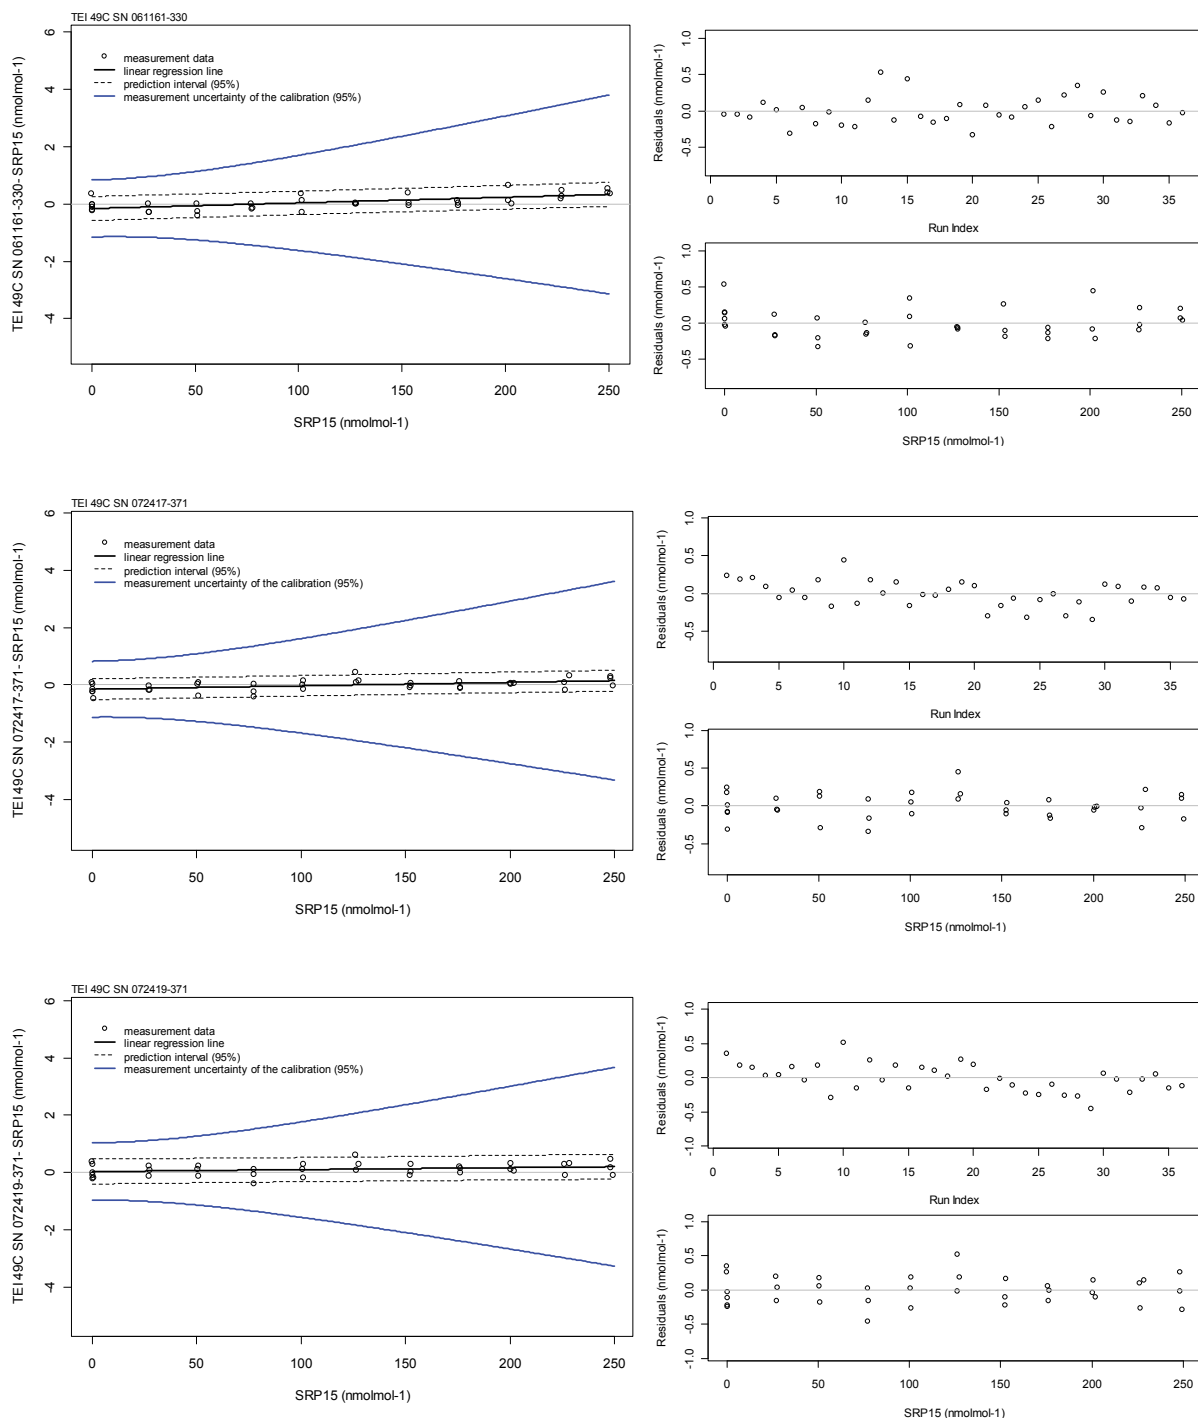 TEI 49C SN 061161-330
TEI 49C SN 061161-330- SRP15 (nmolmol-1)
6
4
2
0
-2
-4
measurement data
linear regression line
prediction interval (95%)
measurement uncertainty of the calibration (95%)
0 50 100 150 200 250
SRP15 (nmolmol-1)
Residuals (nmolmol-1)
1.0
0.5
0.0
-0.5
0 5 10 15 20 25 30 35
Run Index
Residuals (nmolmol-1)
1.0
0.5
0.0
-0.5
0 50 100 150 200 250
SRP15 (nmolmol-1)
TEI 49C SN 072417-371
TEI 49C SN 072417-371- SRP15 (nmolmol-1)
6
4
2
0
-2
-4
measurement data
linear regression line
prediction interval (95%)
measurement uncertainty of the calibration (95%)
0 50 100 150 200 250
SRP15 (nmolmol-1)
Residuals (nmolmol-1)
1.0
0.5
0.0
-0.5
0 5 10 15 20 25 30 35
Run Index
Residuals (nmolmol-1)
1.0
0.5
0.0
-0.5
0 50 100 150 200 250
SRP15 (nmolmol-1)
TEI 49C SN 072419-371
TEI 49C SN 072419-371- SRP15 (nmolmol-1)
6
4
2
0
-2
-4
measurement data
linear regression line
prediction interval (95%)
measurement uncertainty of the calibration (95%)
0 50 100 150 200 250
SRP15 (nmolmol-1)
Residuals (nmolmol-1)
1.0
0.5
0.0
-0.5
-1.0
0 5 10 15 20 25 30 35
Run Index
Residuals (nmolmol-1)
1.0
0.5
0.0
-0.5
-1.0
0 50 100 150 200 250
SRP15 (nmolmol-1)